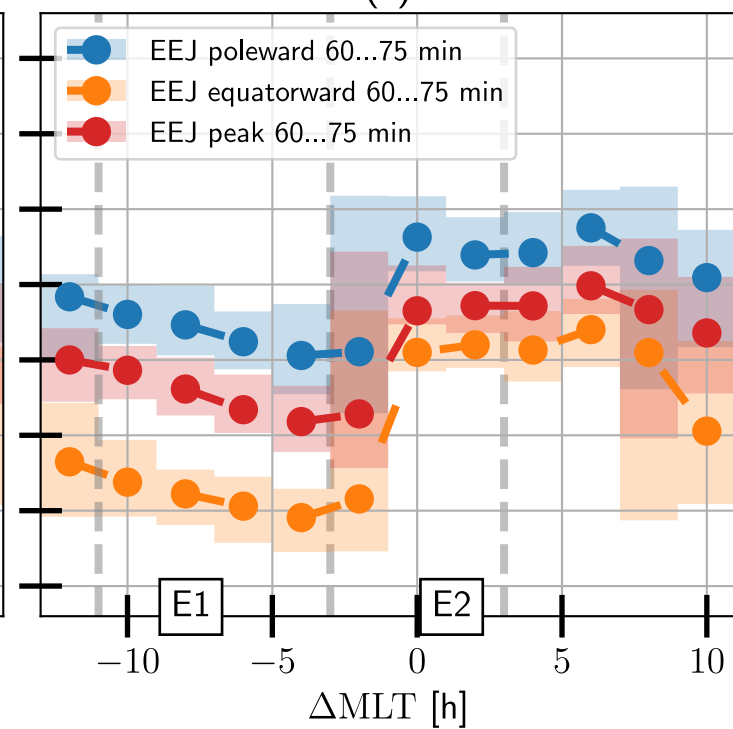 EEJ poleward 60...75 min
EEJ equatorward 60...75 min
EEJ peak 60...75 min
E1
E2
−10
−5
0
5
10
ΔMLT [h]